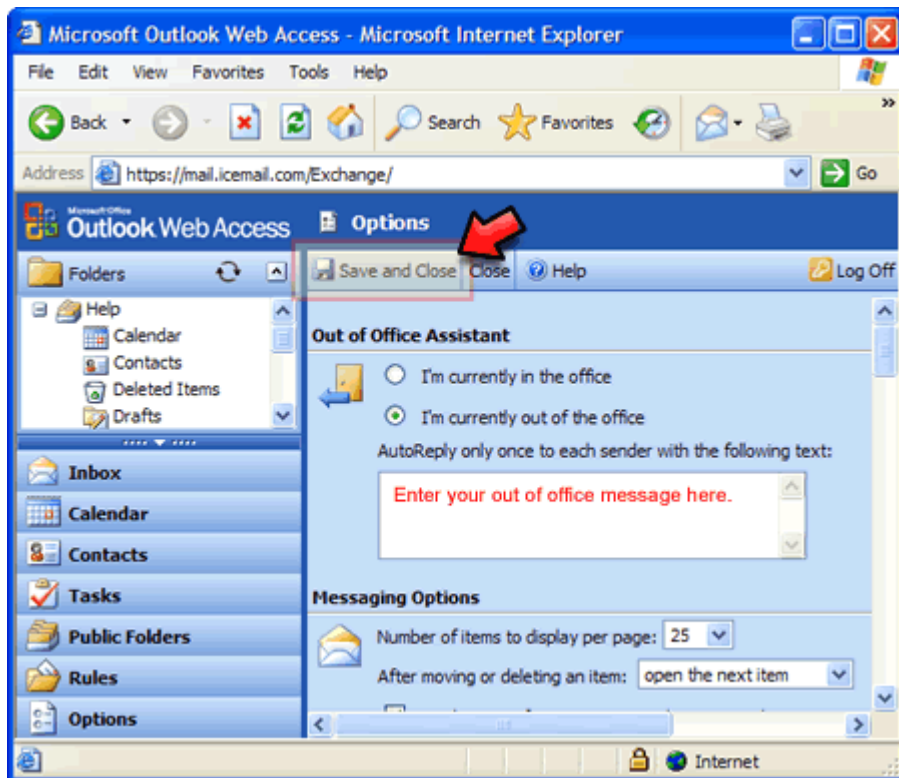 Microsoft Outlook Web Access - Microsoft Internet Explorer
File Edit View Favorites Tools Help
Back Search Favorites »
Address https://mail.icemail.com/Exchange/ Go
Microsoft Office
Outlook Web Access Options
Folders Save and Close Close Help Log Off
Help
Calendar
Contacts
Deleted Items
Drafts
Inbox
Calendar
Contacts
Tasks
Public Folders
Rules
Options
Out of Office Assistant
I'm currently in the office
I'm currently out of the office
AutoReply only once to each sender with the following text:
Enter your out of office message here.
Messaging Options
Number of items to display per page: 25
After moving or deleting an item: open the next item
Internet